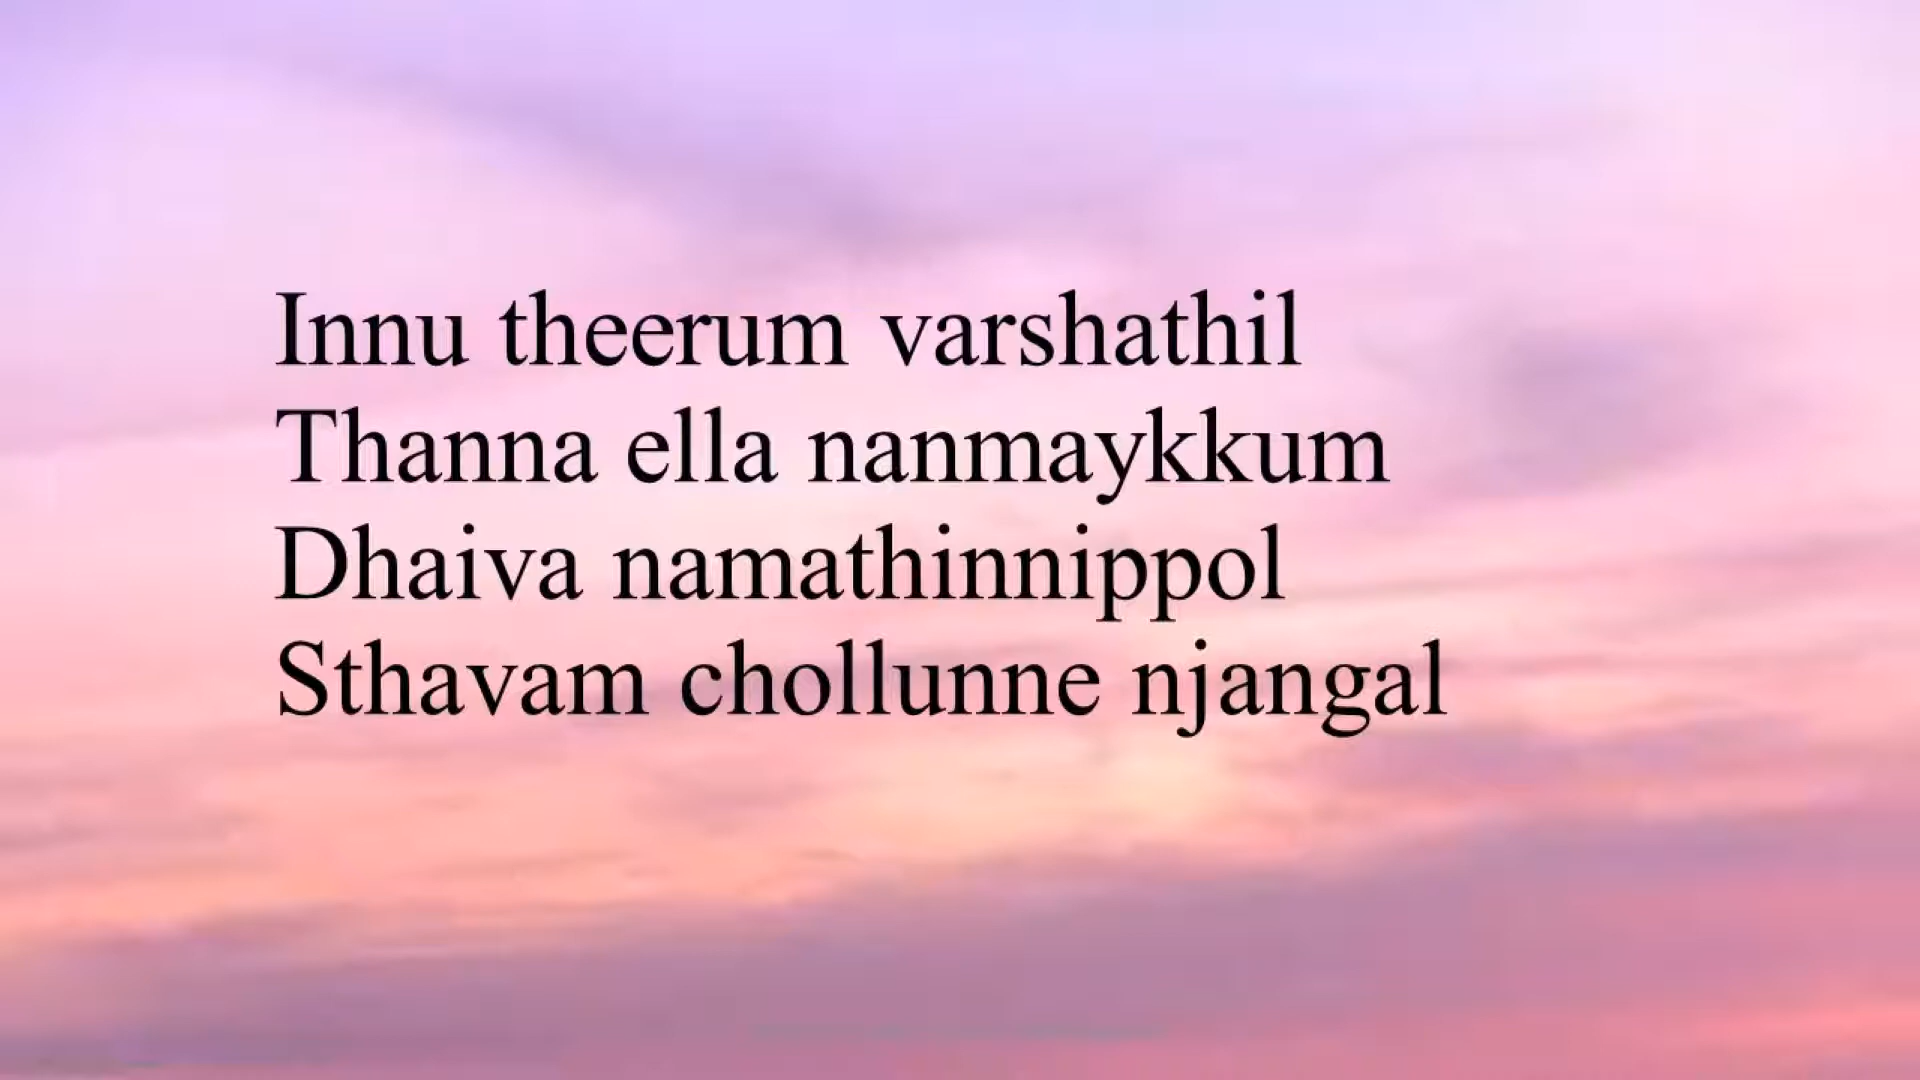 Innu theerum varshathil
Thanna ella nanmaykkum
Dhaiva namathinnippol
Sthavam chollunne njangal